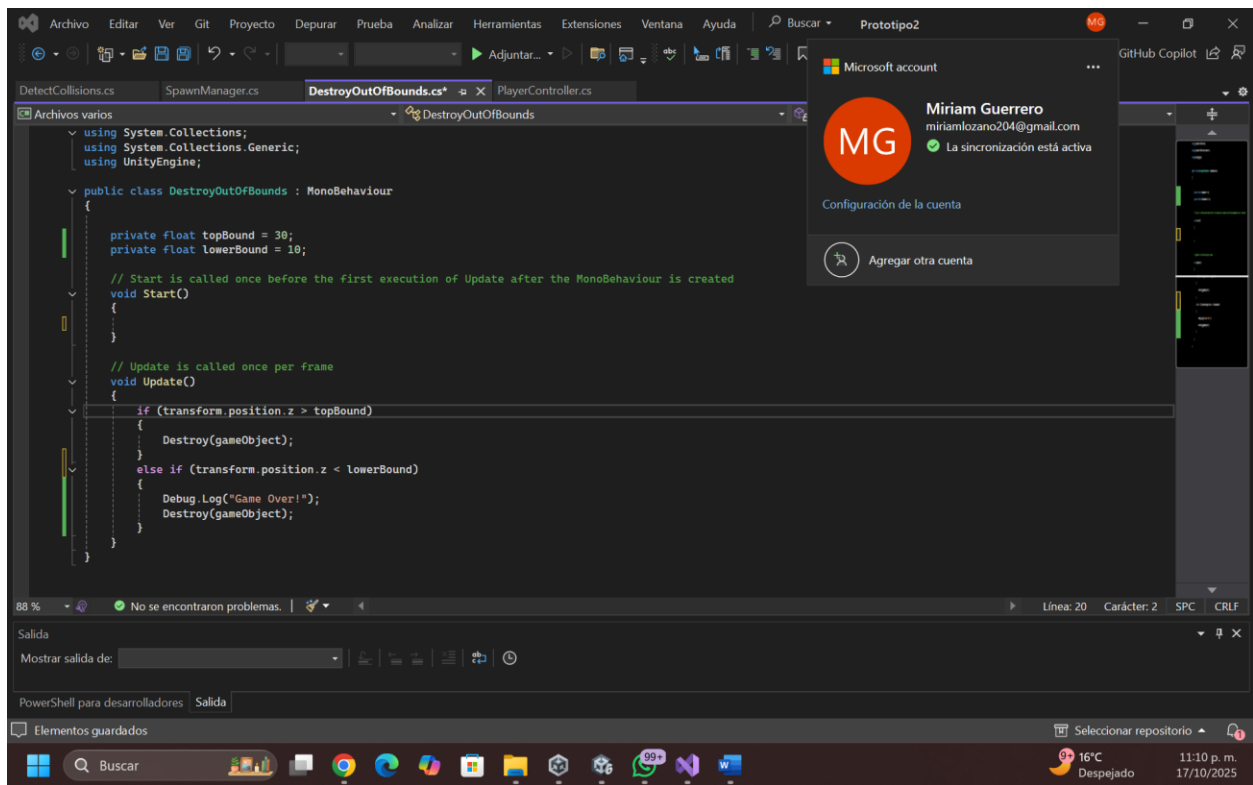 Archivo Editar Ver Git Proyecto Depurar Prueba Analizar Herramientas Extensiones Ventana Ayuda Buscar Prototipo2 MG
Adjuntar... GitHub Copilot
DetectCollisions.cs SpawnManager.cs DestroyOutOfBounds.cs* PlayerController.cs
Archivos varios DestroyOutOfBounds
Microsoft account
MG
Miriam Guerrero
miriamlozano204@gmail.com
La sincronización está activa
Configuración de la cuenta
Agregar otra cuenta
using System.Collections;
using System.Collections.Generic;
using UnityEngine;
public class DestroyOutOfBounds : MonoBehaviour
{
private float topBound = 30;
private float lowerBound = 10;
// Start is called once before the first execution of Update after the MonoBehaviour is created
void Start()
{
}
// Update is called once per frame
void Update()
{
if (transform.position.z > topBound)
{
Destroy(gameObject);
}
else if (transform.position.z < lowerBound)
{
Debug.Log("Game Over!");
Destroy(gameObject);
}
}
}
88 % No se encontraron problemas. Línea: 20 Carácter: 2 SPC CRLF
Salida
Mostrar salida de:
PowerShell para desarrolladores Salida
Elementos guardados Seleccionar repositorio 1
Buscar 99+ 9+ 16°C 11:10 p. m.
Despejado 17/10/2025